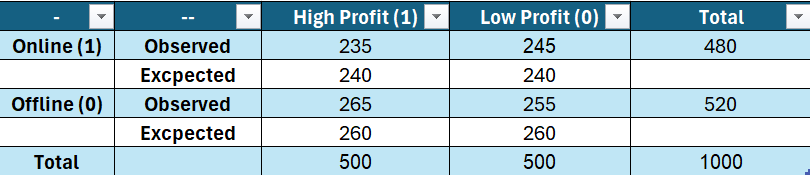 - -- High Profit (1) Low Profit (0) Total
Online (1) Observed 235 245 480
Excpected 240 240
Offline (0) Observed 265 255 520
Excpected 260 260
Total 500 500 1000